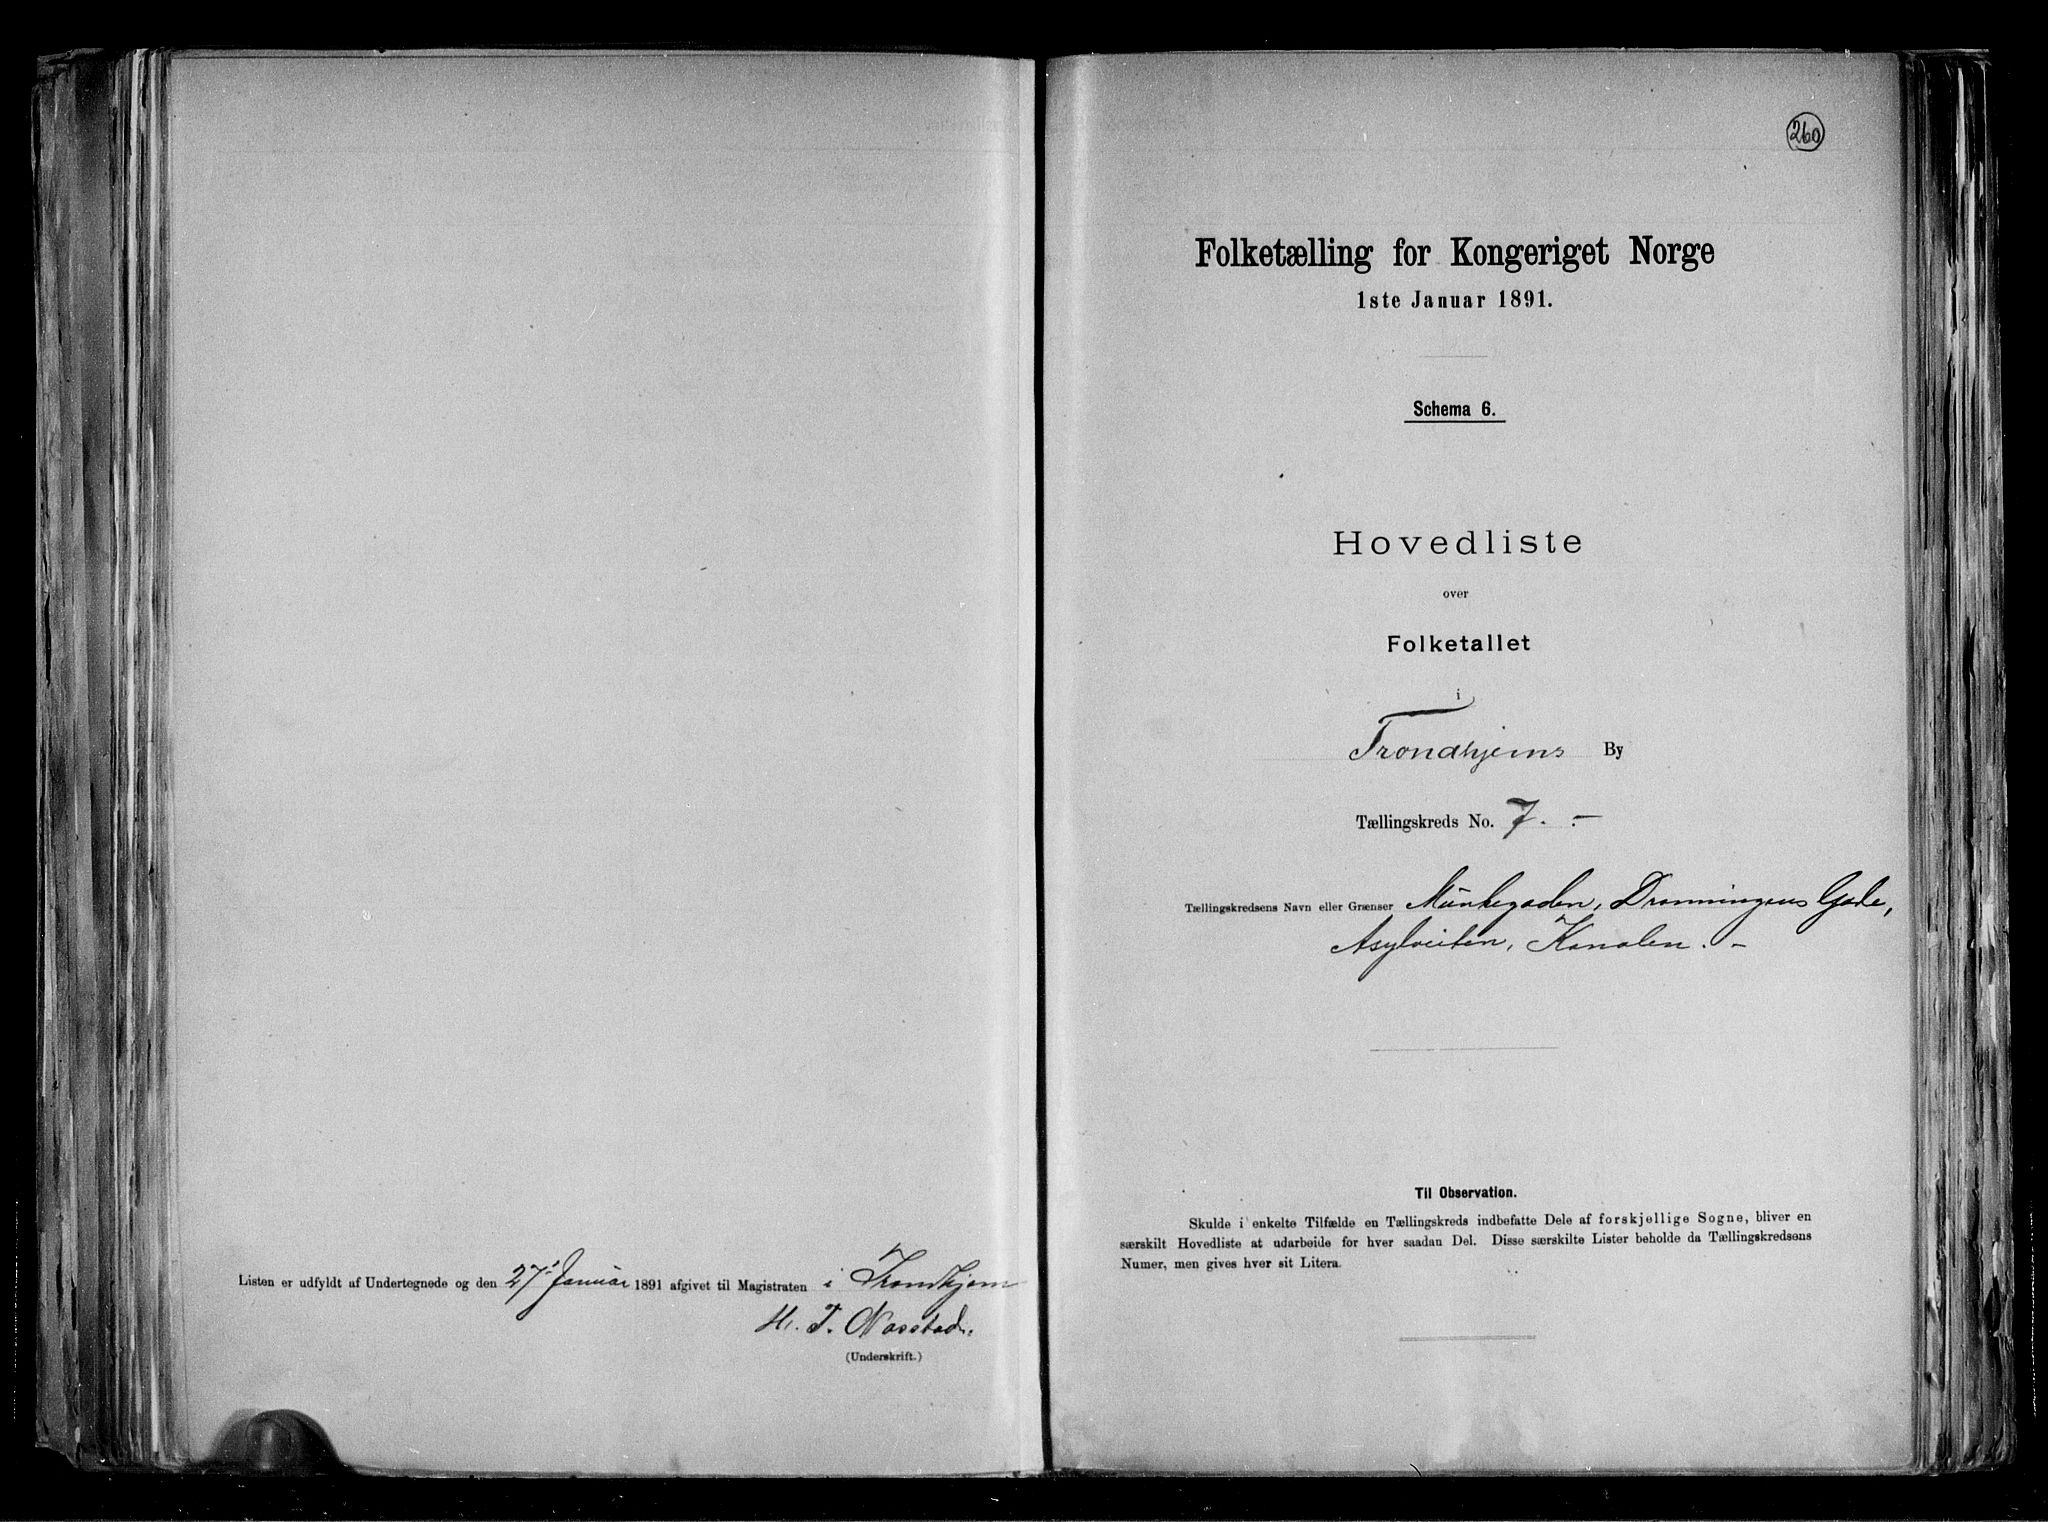 Listen er udfyldt af Undertegnede og den 27' Januar 1891 afgivet til Magistraten i Trondhjem
H. T. Nasstad.
(Underskrift.)
260
Folketælling for Kongeriget Norge
1ste Januar 1891.
Schema 6.
Hovedliste
over
Folketallet
i
Trondhjems By
Tællingskreds No. 7. -
Tællingskredsens Navn eller Grænser Munkegaden, Dronningens Gade,
Asylveiten, Kanalen. -
Til Observation.
Skulde i enkelte Tilfælde en Tællingskreds indbefatte Dele af forskjellige Sogne, bliver en
særskilt Hovedliste at udarbeide for hver saadan Del. Disse særskilte Lister beholde da Tællingskredsens
Numer, men gives hver sit Litera.